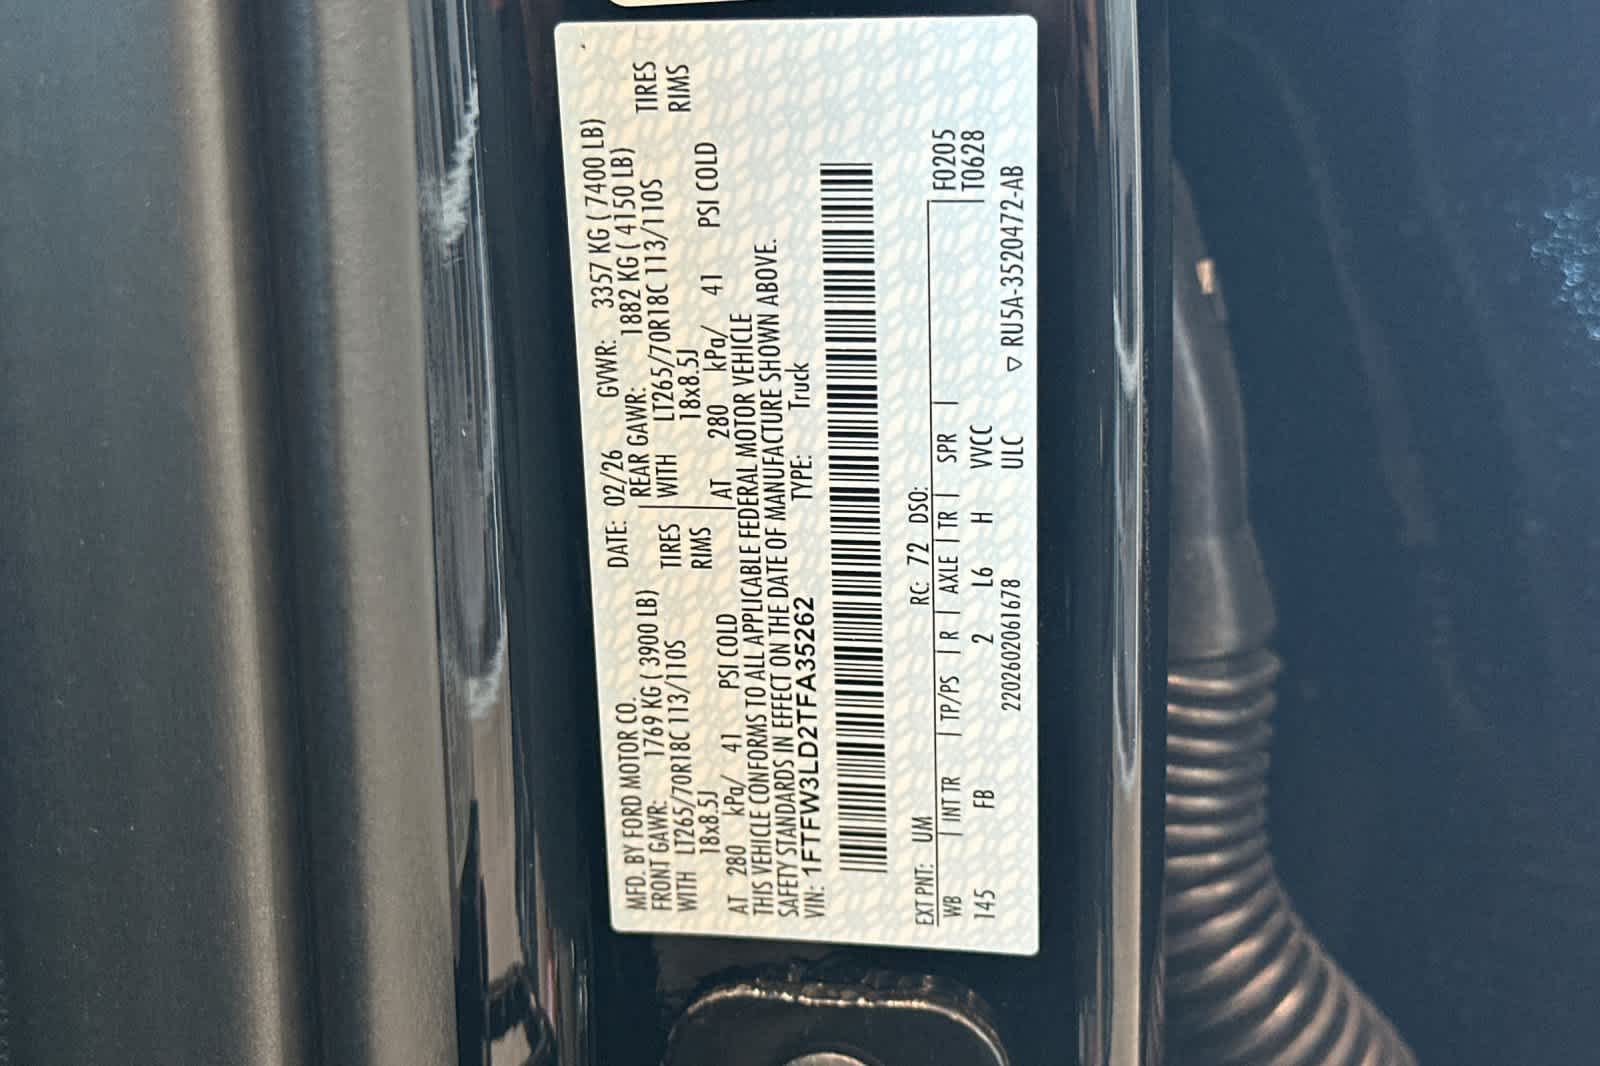 MFD. BY FORD MOTOR CO.
DATE: 02/26 GVWR: 3357 KG ( 7400 LB)
FRONT GAWR: 1769 KG ( 3900 LB) REAR GAWR: 1882 KG ( 4150 LB)
WITH LT265/70R18C 113/110S TIRES WITH LT265/70R18C 113/110S TIRES
18x8.5J RIMS 18x8.5J RIMS
AT 280 kPa/ 41 PSI COLD AT 280 kPa/ 41 PSI COLD
THIS VEHICLE CONFORMS TO ALL APPLICABLE FEDERAL MOTOR VEHICLE
SAFETY STANDARDS IN EFFECT ON THE DATE OF MANUFACTURE SHOWN ABOVE.
VIN: 1FTFW3LD2TFA35262 TYPE: Truck
EXT PNT: UM RC: 72 DSO:
F0205
WB | INT TR | TP/PS | R | AXLE | TR | SPR |
T0628
145 FB 2 L6 H VVCC
2202602061678 ULC ▽ RU5A-3520472-AB